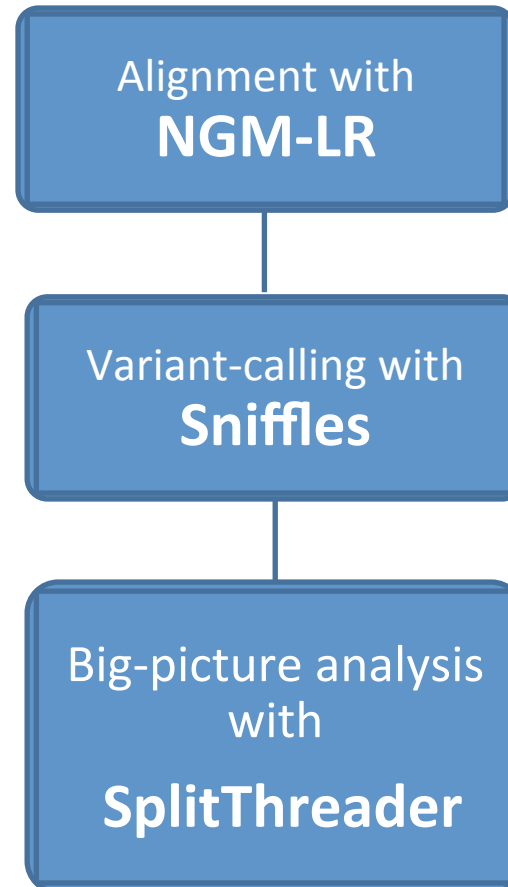 Alignment with
NGM-LR
Variant-calling with
Sniffles
Big-picture analysis
with
SplitThreader